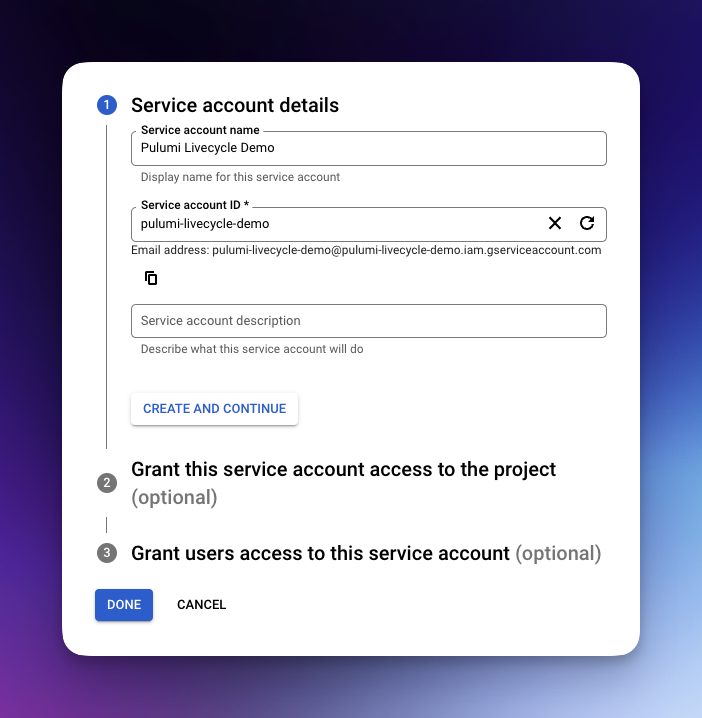 1 Service account details
Service account name
Pulumi Livecycle Demo
Display name for this service account
Service account ID *
pulumi-livecycle-demo
Email address: pulumi-livecycle-demo@pulumi-livecycle-demo.iam.gserviceaccount.com
Service account description
Describe what this service account will do
CREATE AND CONTINUE
2 Grant this service account access to the project
(optional)
3 Grant users access to this service account (optional)
DONE CANCEL